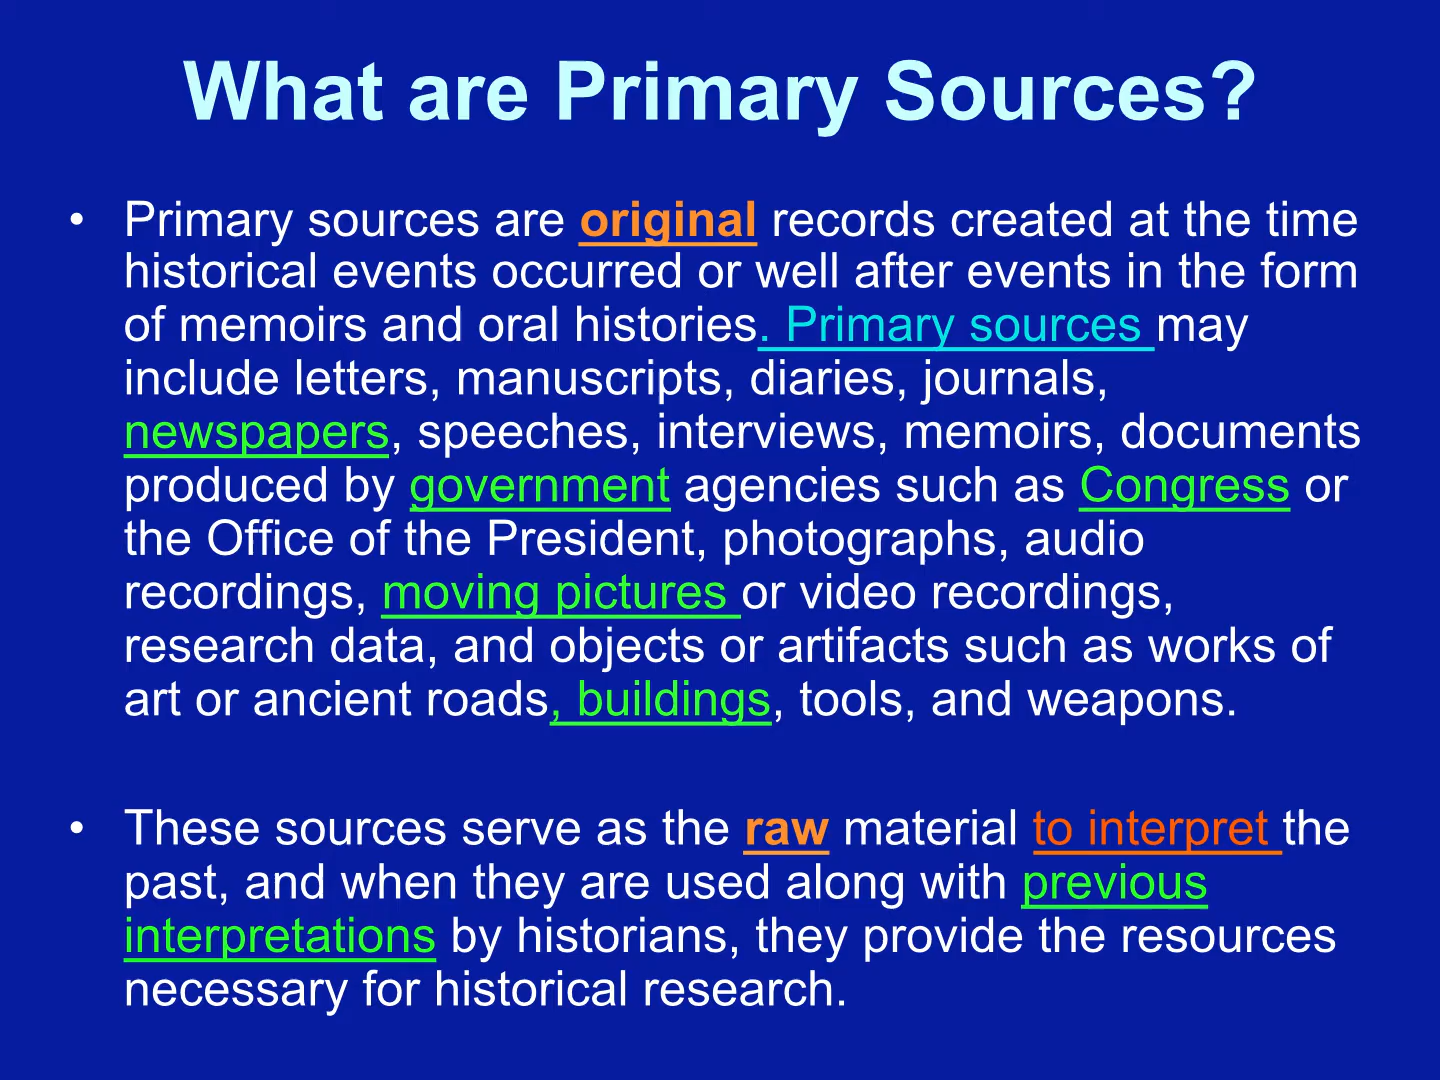 What are Primary Sources?
• Primary sources are original records created at the time
historical events occurred or well after events in the form
of memoirs and oral histories. Primary sources may
include letters, manuscripts, diaries, journals,
newspapers, speeches, interviews, memoirs, documents
produced by government agencies such as Congress or
the Office of the President, photographs, audio
recordings, moving pictures or video recordings,
research data, and objects or artifacts such as works of
art or ancient roads, buildings, tools, and weapons.
• These sources serve as the raw material to interpret the
past, and when they are used along with previous
interpretations by historians, they provide the resources
necessary for historical research.